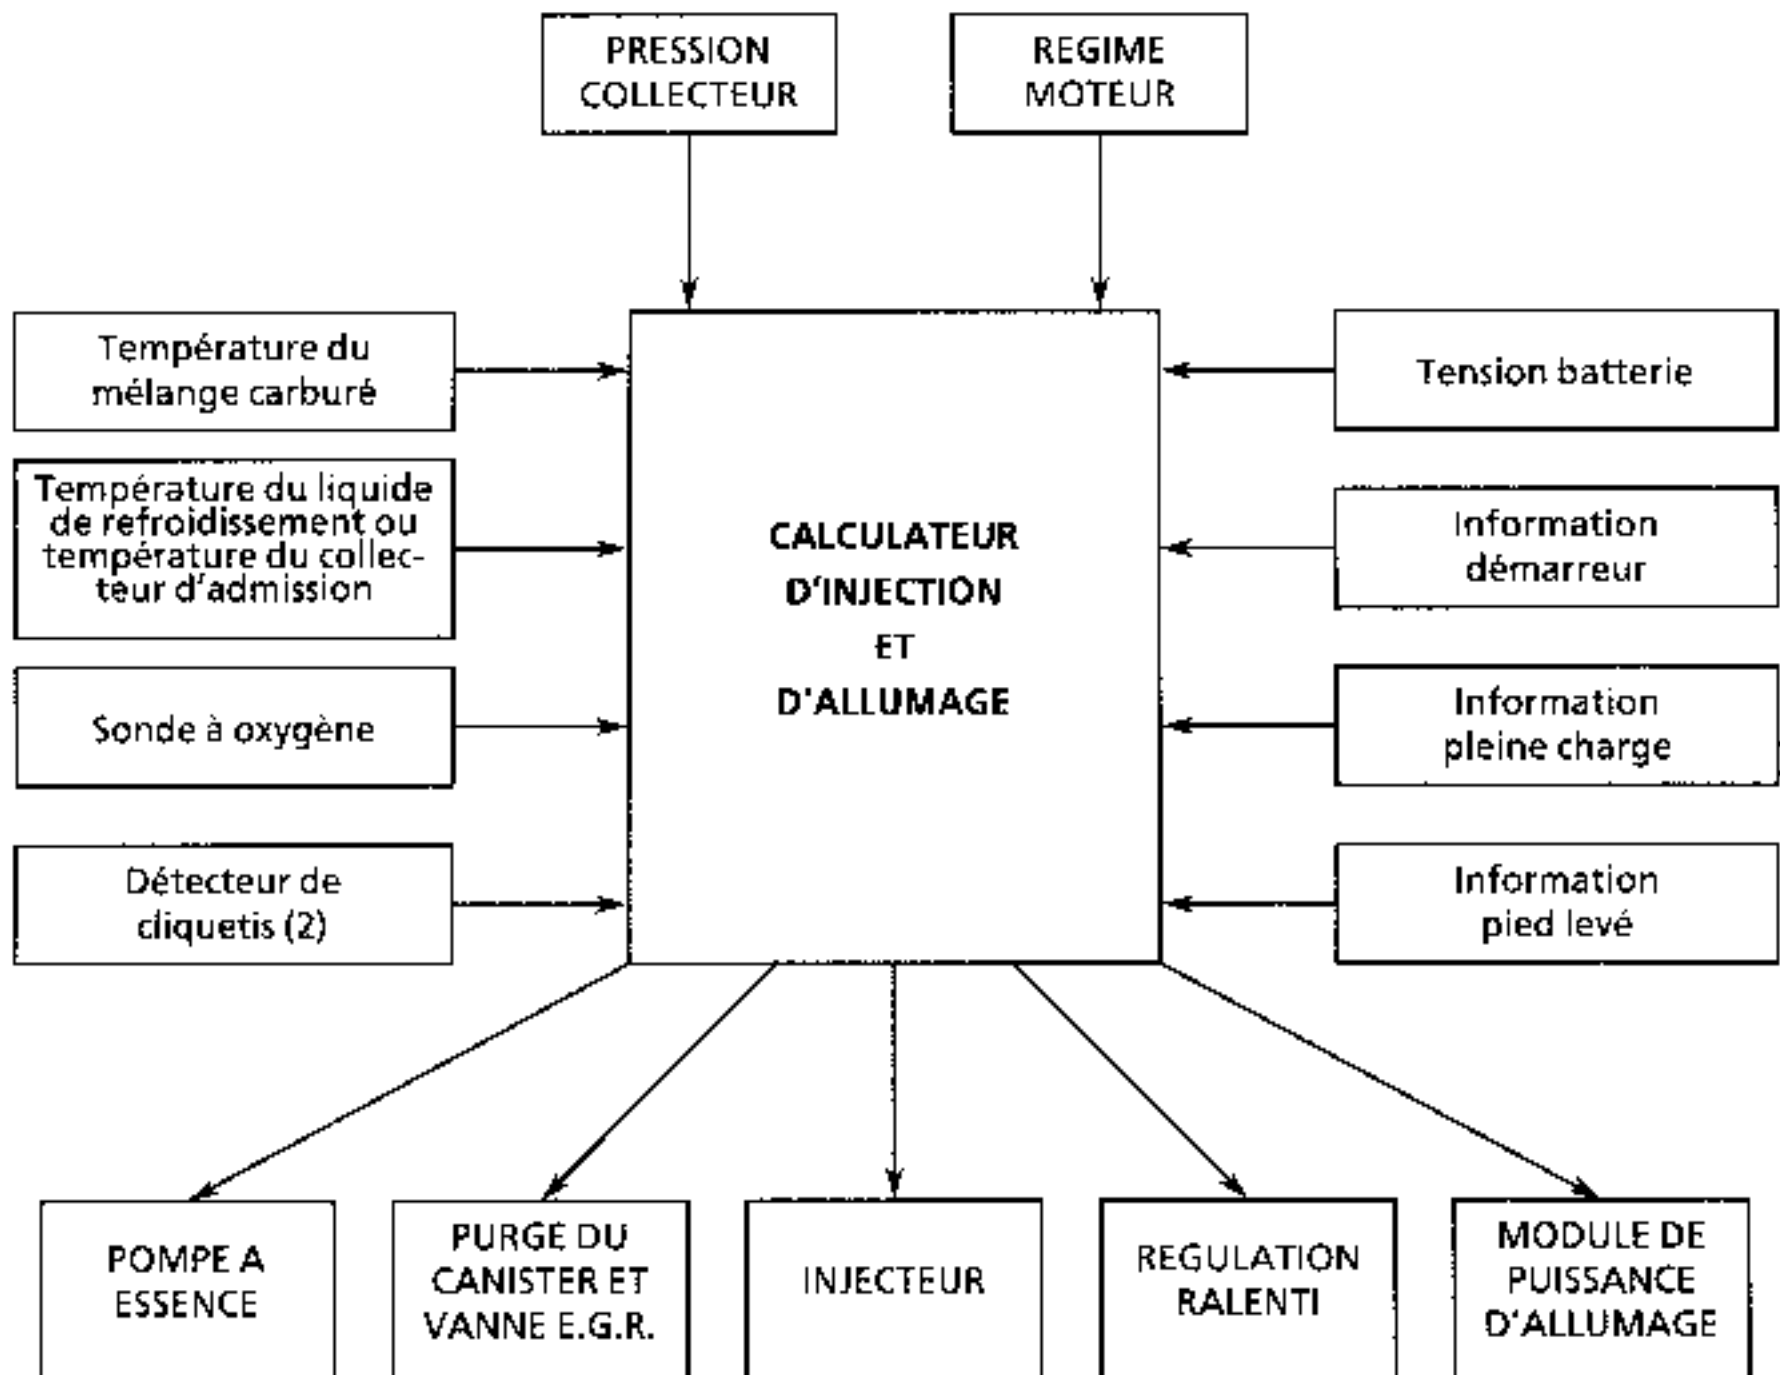 PRESSION
COLLECTEUR
REGIME
MOTEUR
Température du
mélange carburé
Température du liquide
de refroidissement ou
température du collec-
teur d'admission
Sonde à oxygène
Détecteur de
cliquetis (2)
CALCULATEUR
D'INJECTION
ET
D'ALLUMAGE
Tension batterie
Information
démarreur
Information
pleine charge
Information
pied levé
POMPE A
ESSENCE
PURGE DU
CANISTER ET
VANNE E.G.R.
INJECTEUR
REGULATION
RALENTI
MODULE DE
PUISSANCE
D'ALLUMAGE